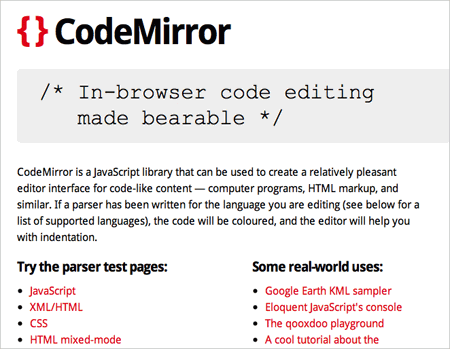 {} CodeMirror
/* In-browser code editing
made bearable */
CodeMirror is a JavaScript library that can be used to create a relatively pleasant
editor interface for code-like content — computer programs, HTML markup, and
similar. If a parser has been written for the language you are editing (see below for a
list of supported languages), the code will be coloured, and the editor will help you
with indentation.
Try the parser test pages:
• JavaScript
• XML/HTML
• CSS
• HTML mixed-mode
Some real-world uses:
• Google Earth KML sampler
• Eloquent JavaScript's console
• The qooxdoo playground
• A cool tutorial about the